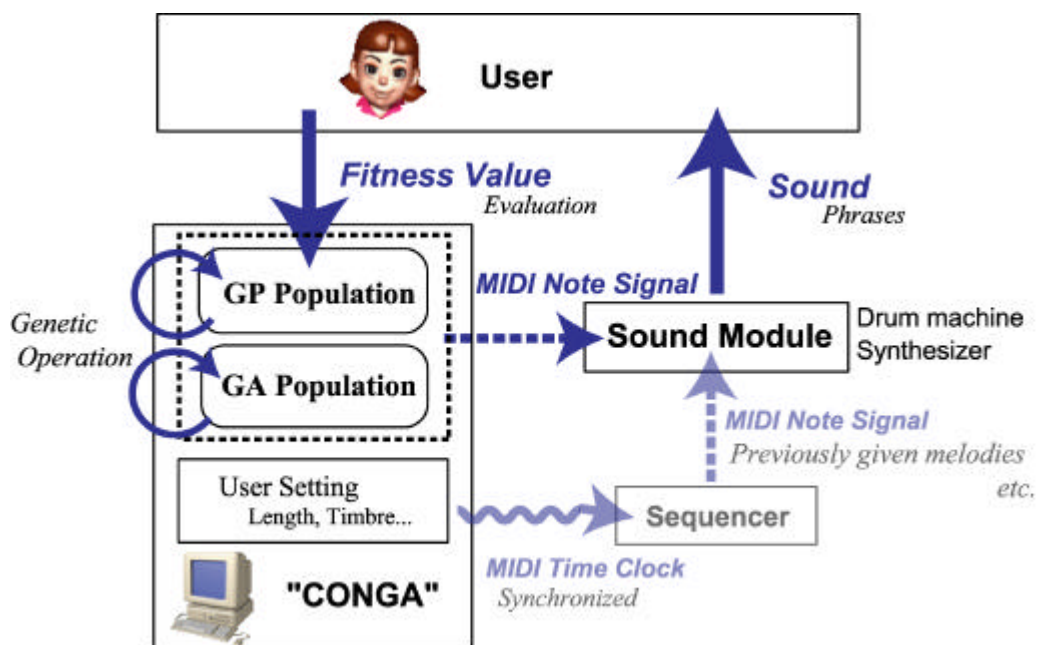 User
Fitness Value
Evaluation
Sound
Phrases
GP Population
MIDI Note Signal
Genetic
Operation
Sound Module
Drum machine
Synthesizer
GA Population
MIDI Note Signal
Previously given melodies
etc.
User Setting
Length, Timbre...
Sequencer
MIDI Time Clock
Synchronized
"CONGA"